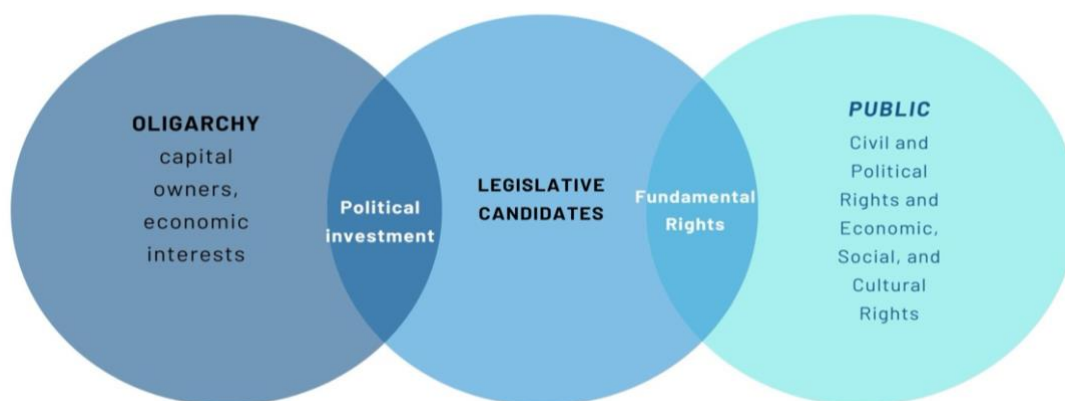 OLIGARCHY
capital
owners,
economic
interests
Political
investment
LEGISLATIVE
CANDIDATES
Fundamental
Rights
PUBLIC
Civil and
Political
Rights and
Economic,
Social, and
Cultural
Rights